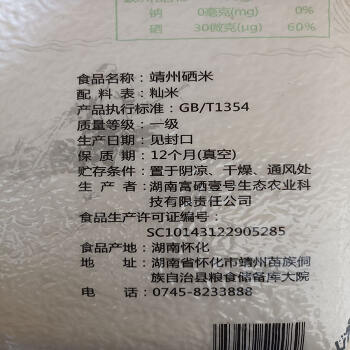 钠 0毫克(mg) 0%
硒 30微克(μg) 60%
食品名称：靖州硒米
配 料 表：籼米
产品执行标准：GB/T1354
质量等级：一级
生产日期：见封口
保 质 期：12个月(真空)
贮存条件：置于阴凉、干燥、通风处
生 产 者：湖南富硒壹号生态农业科
技有限责任公司
食品生产许可证编号：
SC10143122905285
食品产地：湖南怀化
地 址：湖南省怀化市靖州苗族侗
族自治县粮食储备库大院
电 话：0745-8233888